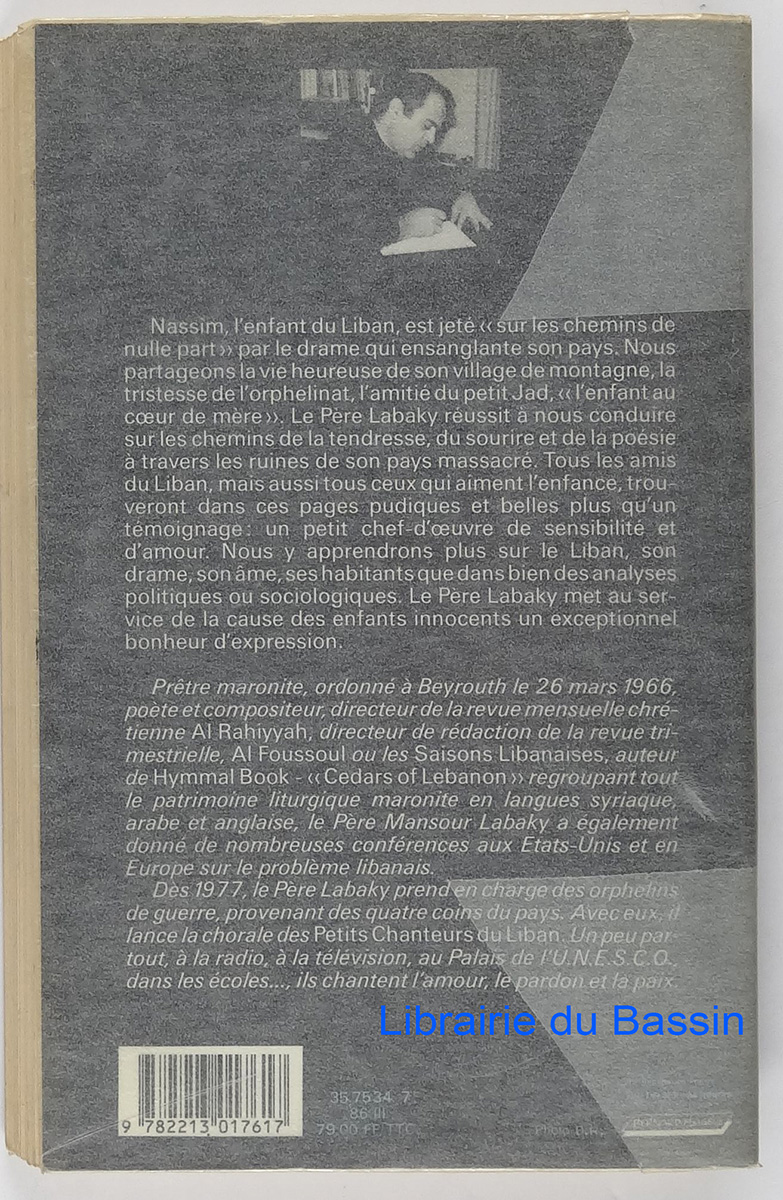 Nassim, l'enfant du Liban, est jeté « sur les chemins de
nulle part » par le drame qui ensanglante son pays. Nous
partageons la vie heureuse de son village de montagne, la
tristesse de l'orphelinat, l'amitié du petit Jad, « l'enfant au
cœur de mère ». Le Père Labaky réussit à nous conduire
sur les chemins de la tendresse, du sourire et de la poésie
à travers les ruines de son pays massacré. Tous les amis
du Liban, mais aussi tous ceux qui aiment l'enfance, trou-
veront dans ces pages pudiques et belles plus qu'un
témoignage : un petit chef-d'œuvre de sensibilité et
d'amour. Nous y apprendrons plus sur le Liban, son
drame, son âme, ses habitants que dans bien des analyses
politiques ou sociologiques. Le Père Labaky met au ser-
vice de la cause des enfants innocents un exceptionnel
bonheur d'expression.
Prêtre maronite, ordonné à Beyrouth le 26 mars 1966,
poète et compositeur, directeur de la revue mensuelle chré-
tienne Al Rahiyyah, directeur de rédaction de la revue tri-
mestrielle, Al Foussoul ou les Saisons Libanaises, auteur
de Hymmal Book - « Cedars of Lebanon » regroupant tout
le patrimoine liturgique maronite en langues syriaque,
arabe et anglaise, le Père Mansour Labaky a également
donné de nombreuses conférences aux Etats-Unis et en
Europe sur le problème libanais.
Dès 1977, le Père Labaky prend en charge des orphelins
de guerre, provenant des quatre coins du pays. Avec eux, il
lance la chorale des Petits Chanteurs du Liban. Un peu par-
tout, à la radio, à la télévision, au Palais de l'U.N.E.S.C.O.,
dans les écoles..., ils chantent l'amour, le pardon et la paix.
Librairie du Bassin
35.7534.7
86-III
79,00 FF TTC
9 782213 017617
Photo D.R.